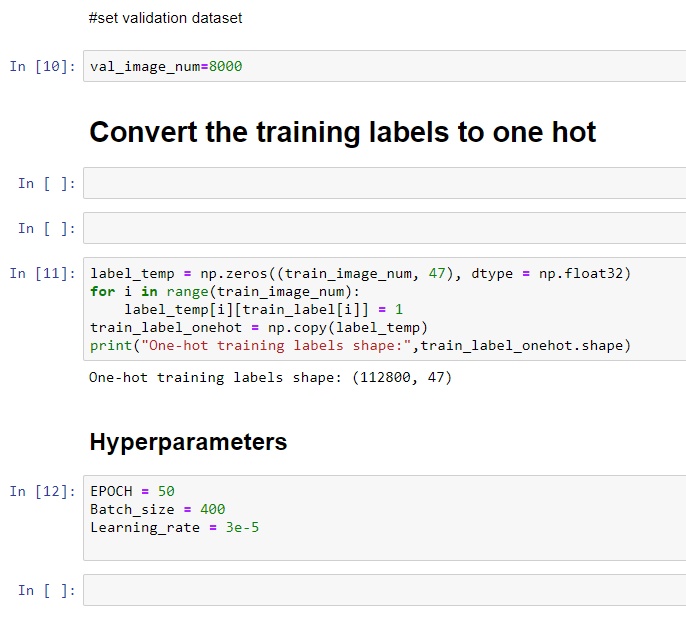 #set validation dataset
In [10]: val_image_num=8000
Convert the training labels to one hot
In [ ]:
In [ ]:
In [11]: label_temp = np.zeros((train_image_num, 47), dtype = np.float32)
for i in range(train_image_num):
    label_temp[i][train_label[i]] = 1
train_label_onehot = np.copy(label_temp)
print("One-hot training labels shape:",train_label_onehot.shape)
One-hot training labels shape: (112800, 47)
Hyperparameters
In [12]: EPOCH = 50
Batch_size = 400
Learning_rate = 3e-5
In [ ]: